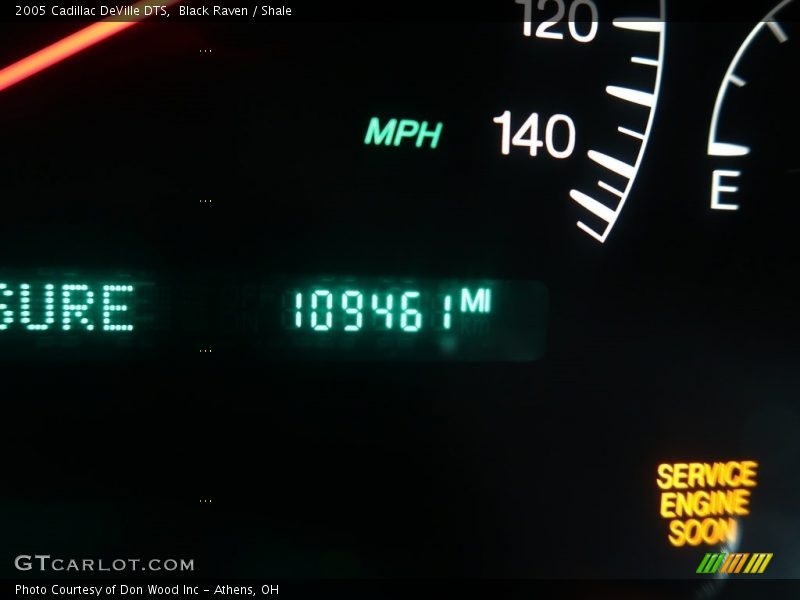 2005 Cadillac DeVille DTS,  Black Raven / Shale
120
MPH
140
E
SURE
109461 MI
SERVICE
ENGINE
SOON
GTCARLOT.COM
Photo Courtesy of Don Wood Inc - Athens, OH